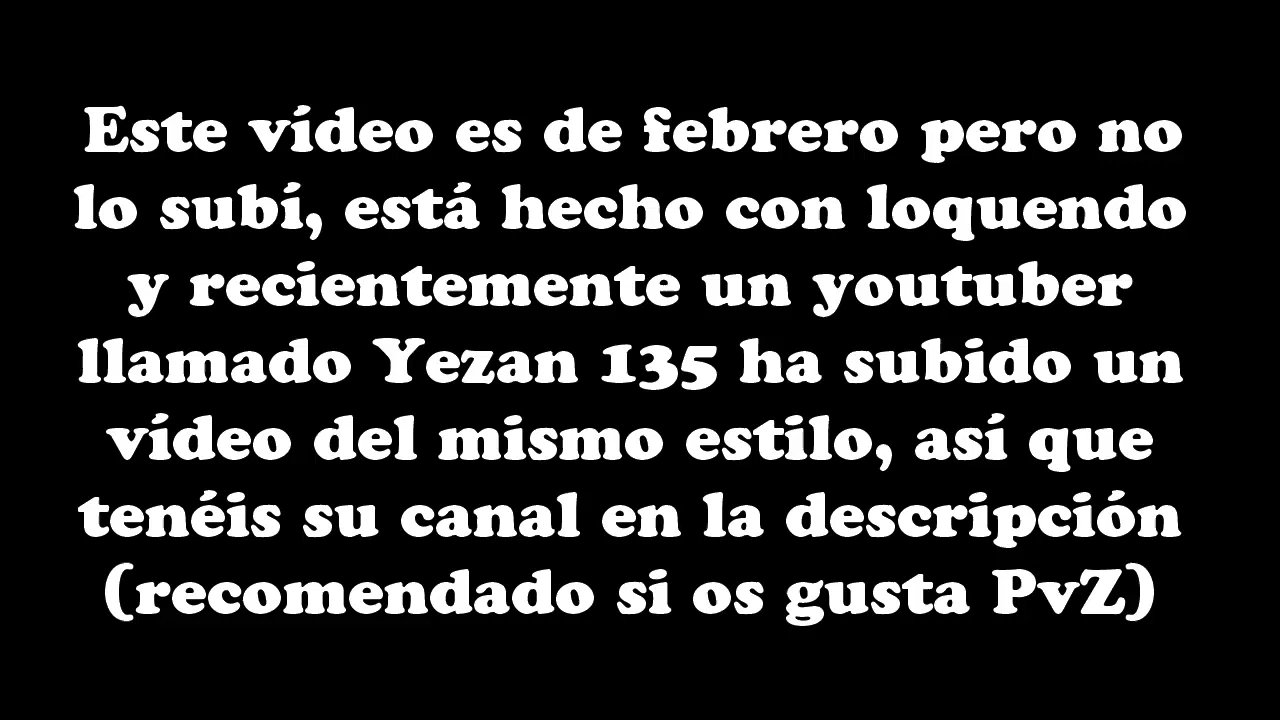 Este vídeo es de febrero pero no
lo subí, está hecho con loquendo
y recientemente un youtuber
llamado Yezan 135 ha subido un
vídeo del mismo estilo, así que
tenéis su canal en la descripción
(recomendado si os gusta PvZ)